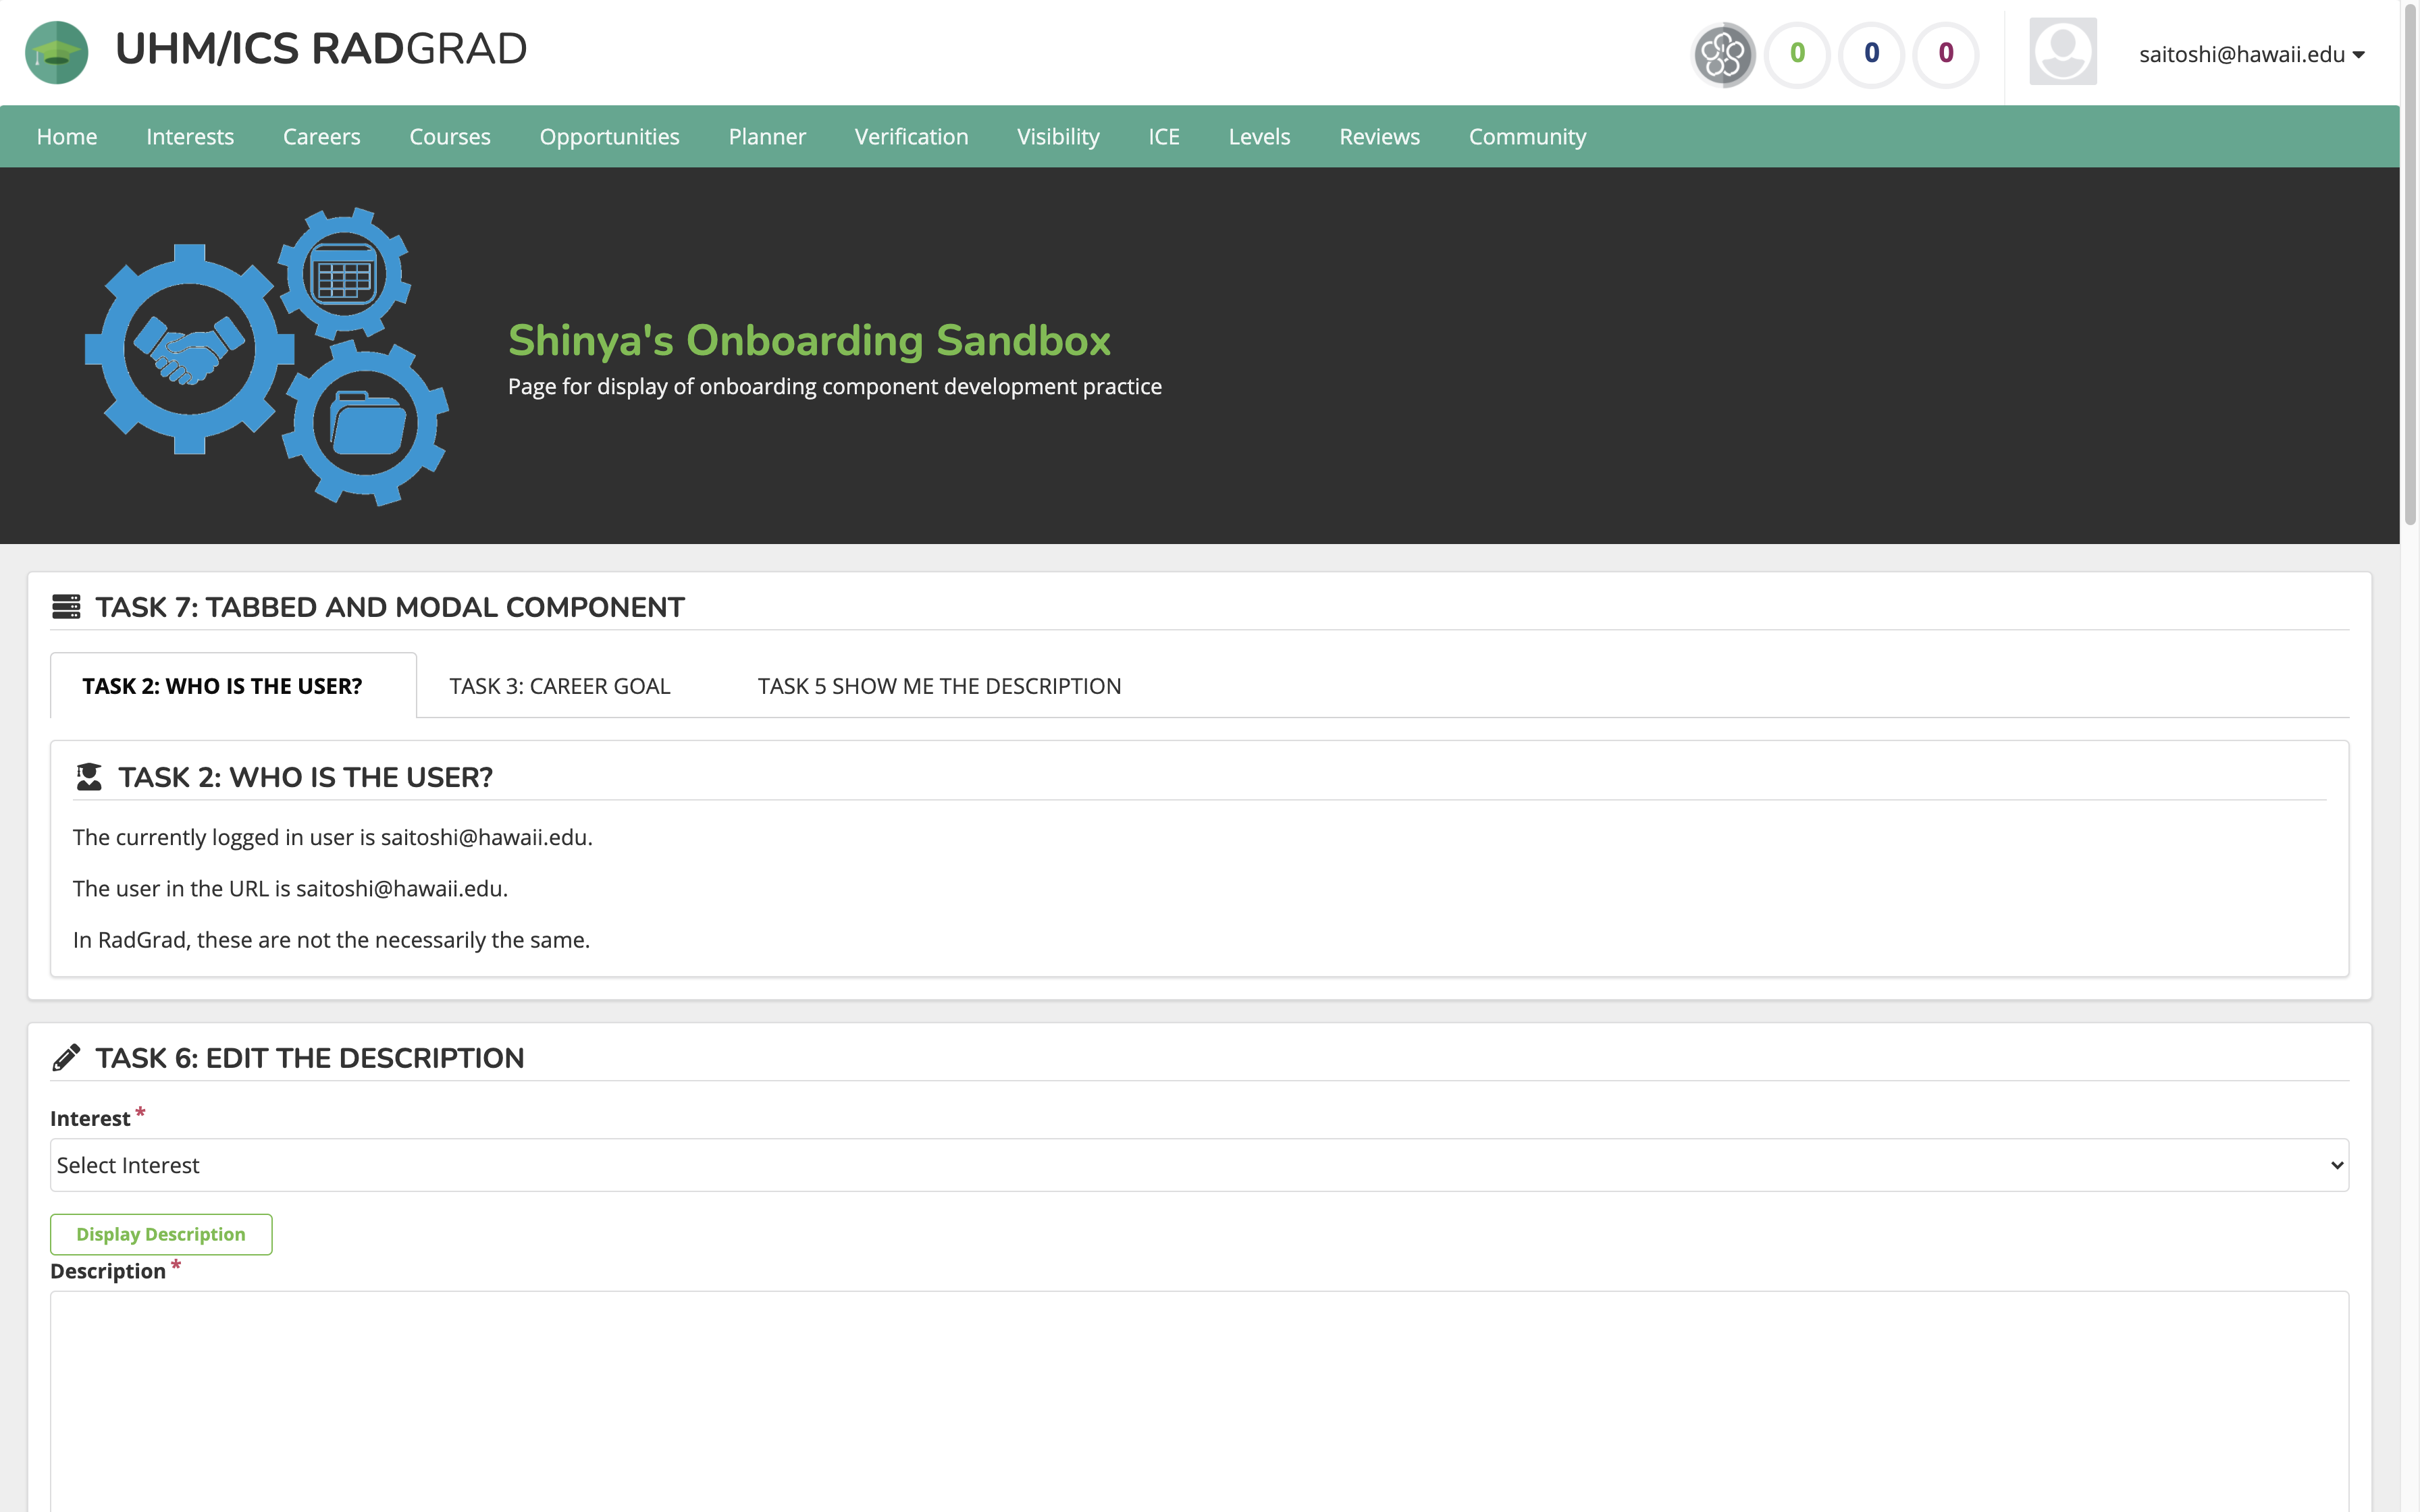 UHM/ICS RADGRAD
0 0 0
saitoshi@hawaii.edu
Home Interests Careers Courses Opportunities Planner Verification Visibility ICE Levels Reviews Community
Shinya's Onboarding Sandbox
Page for display of onboarding component development practice
TASK 7: TABBED AND MODAL COMPONENT
TASK 2: WHO IS THE USER? TASK 3: CAREER GOAL TASK 5 SHOW ME THE DESCRIPTION
TASK 2: WHO IS THE USER?
The currently logged in user is saitoshi@hawaii.edu.
The user in the URL is saitoshi@hawaii.edu.
In RadGrad, these are not the necessarily the same.
TASK 6: EDIT THE DESCRIPTION
Interest *
Select Interest
Display Description
Description *